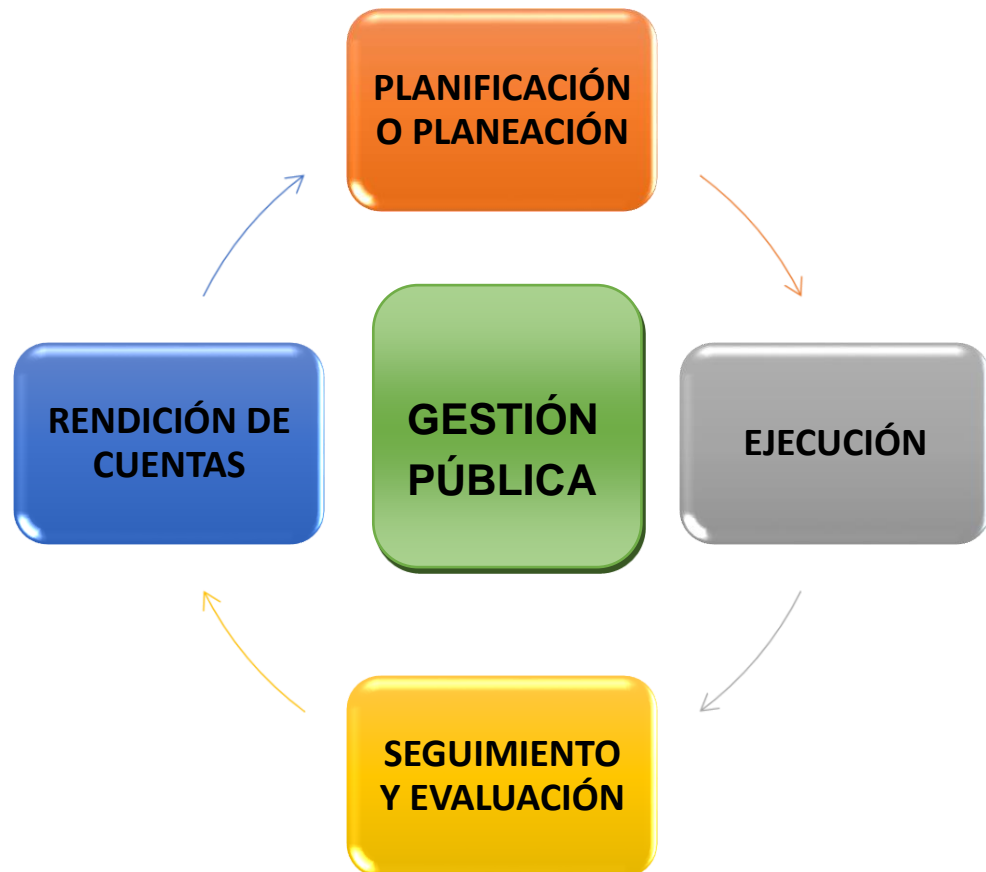 PLANIFICACIÓN
O PLANEACIÓN
RENDICIÓN DE
CUENTAS
GESTIÓN
PÚBLICA
EJECUCIÓN
SEGUIMIENTO
Y EVALUACIÓN